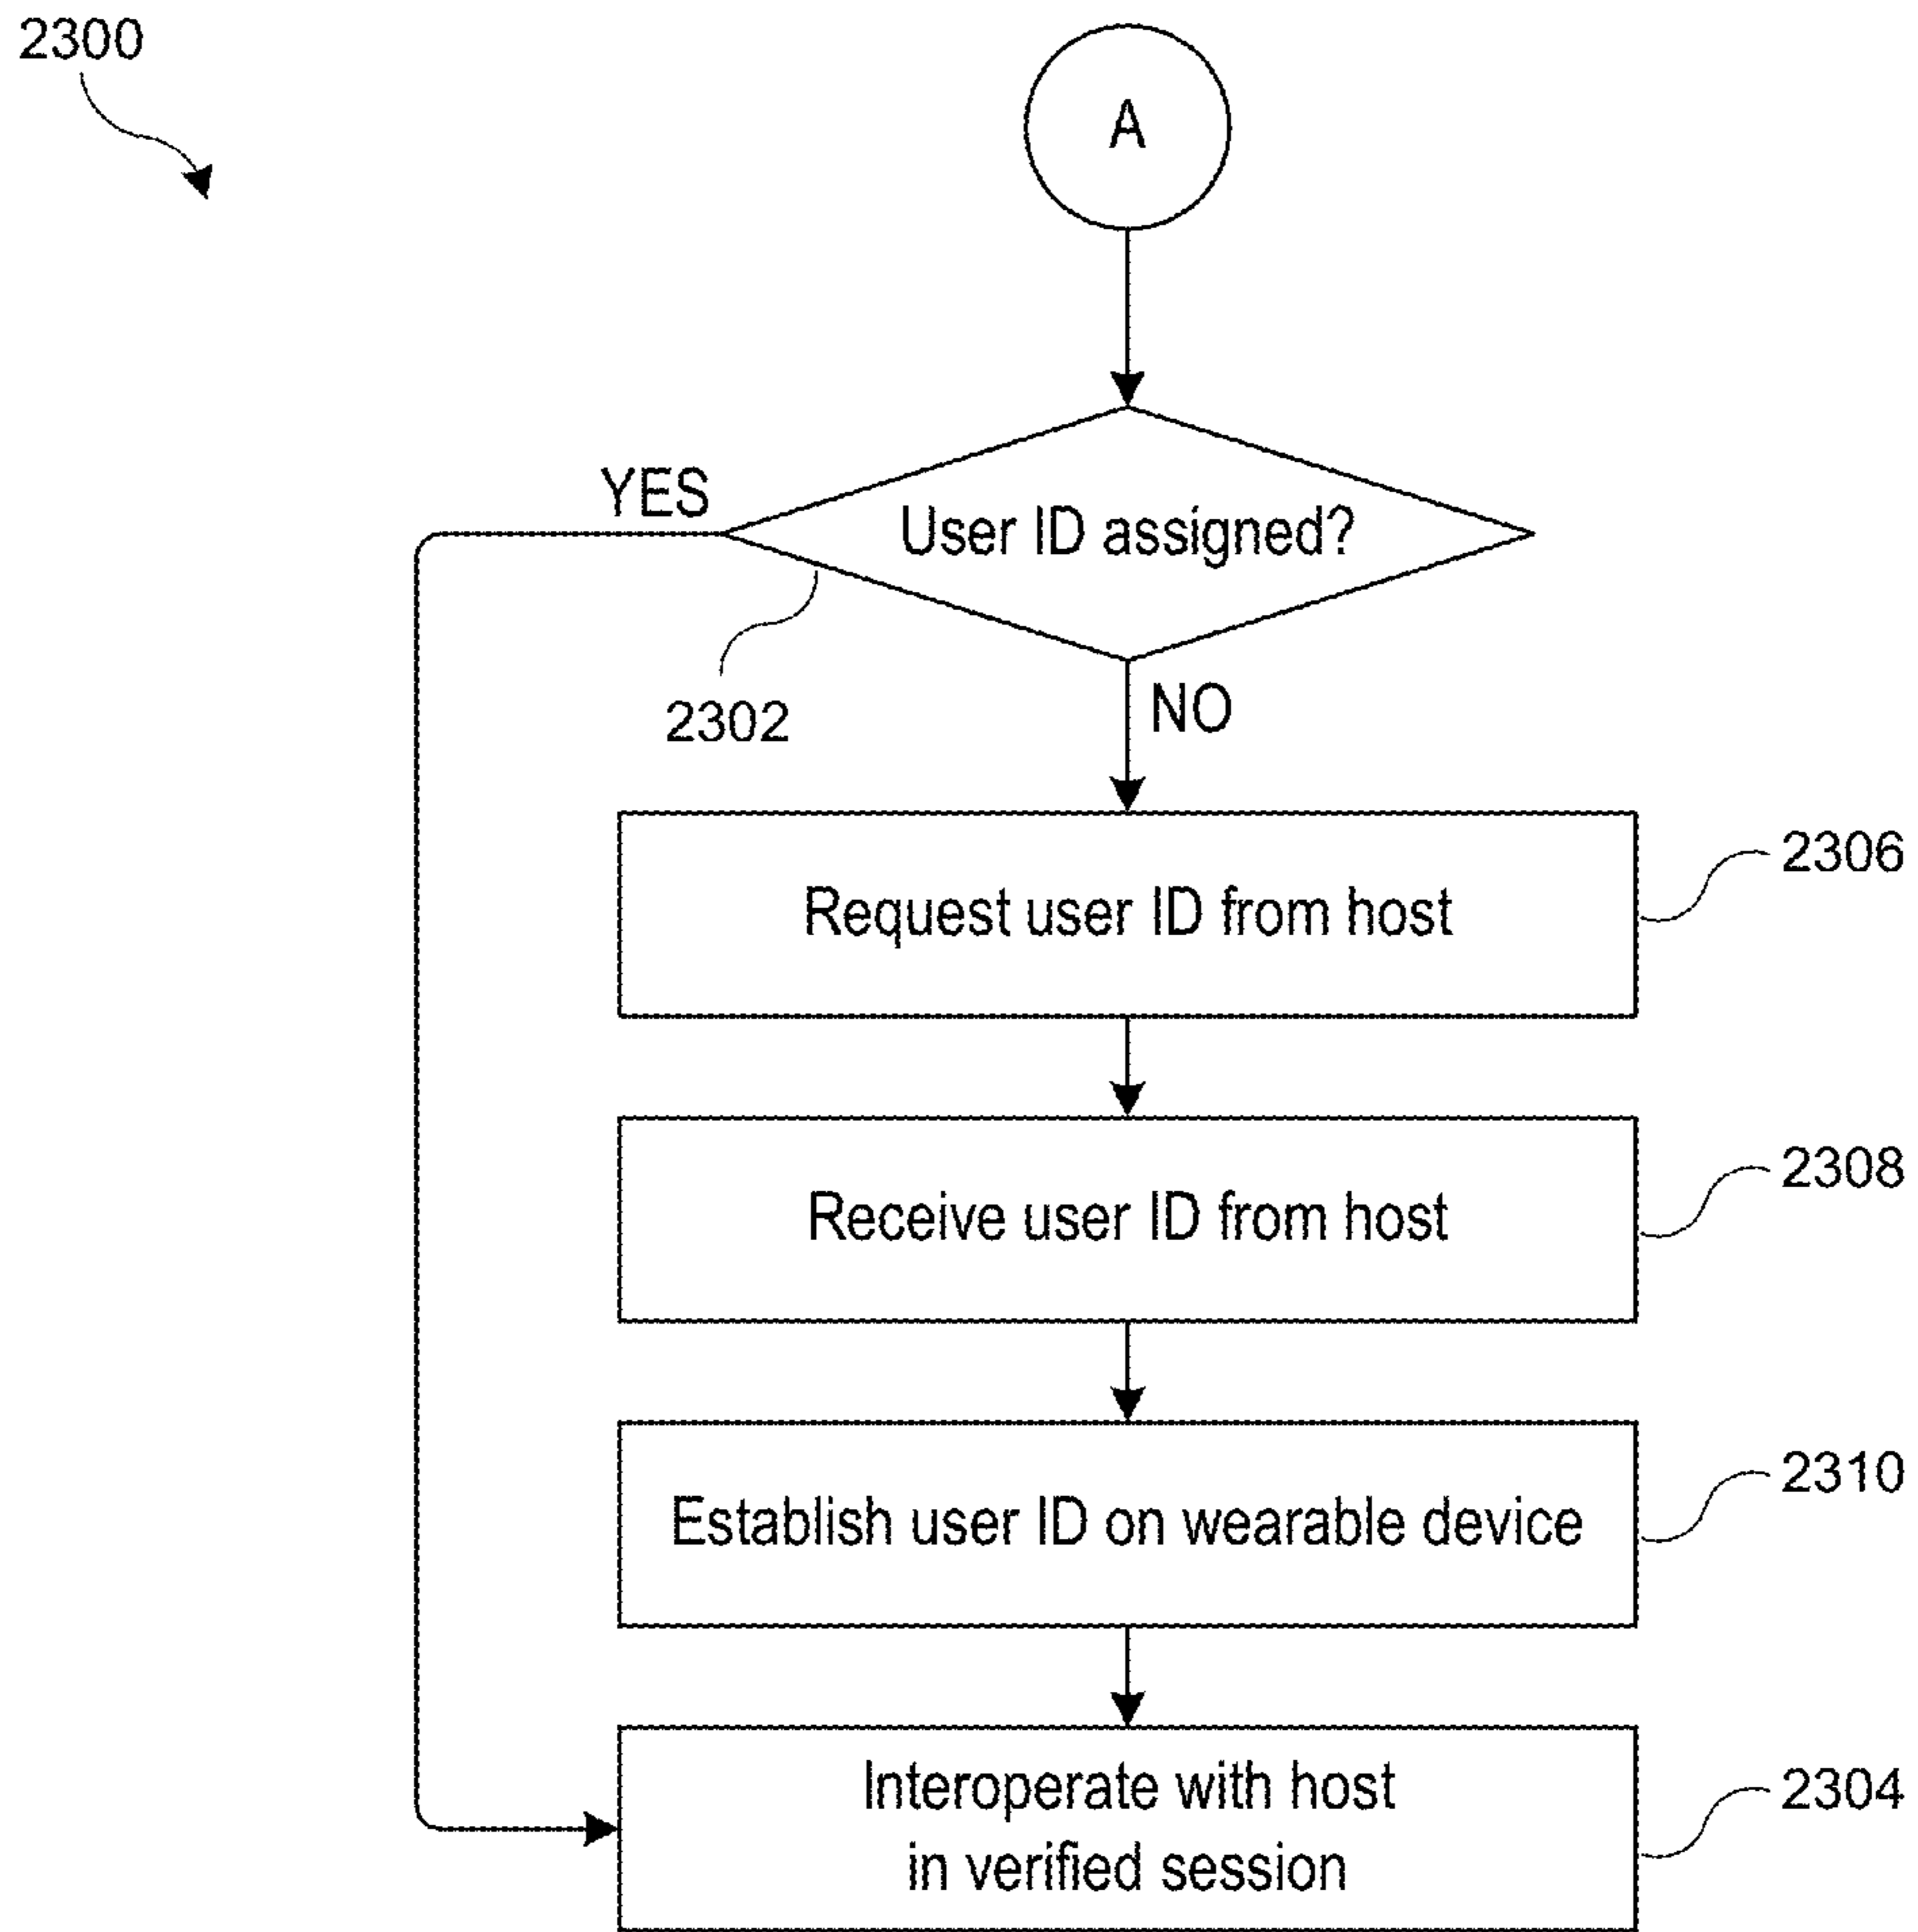 2300
A
YES
User ID assigned?
2302
NO
Request user ID from host
2306
Receive user ID from host
2308
Establish user ID on wearable device
2310
Interoperate with host
in verified session
2304